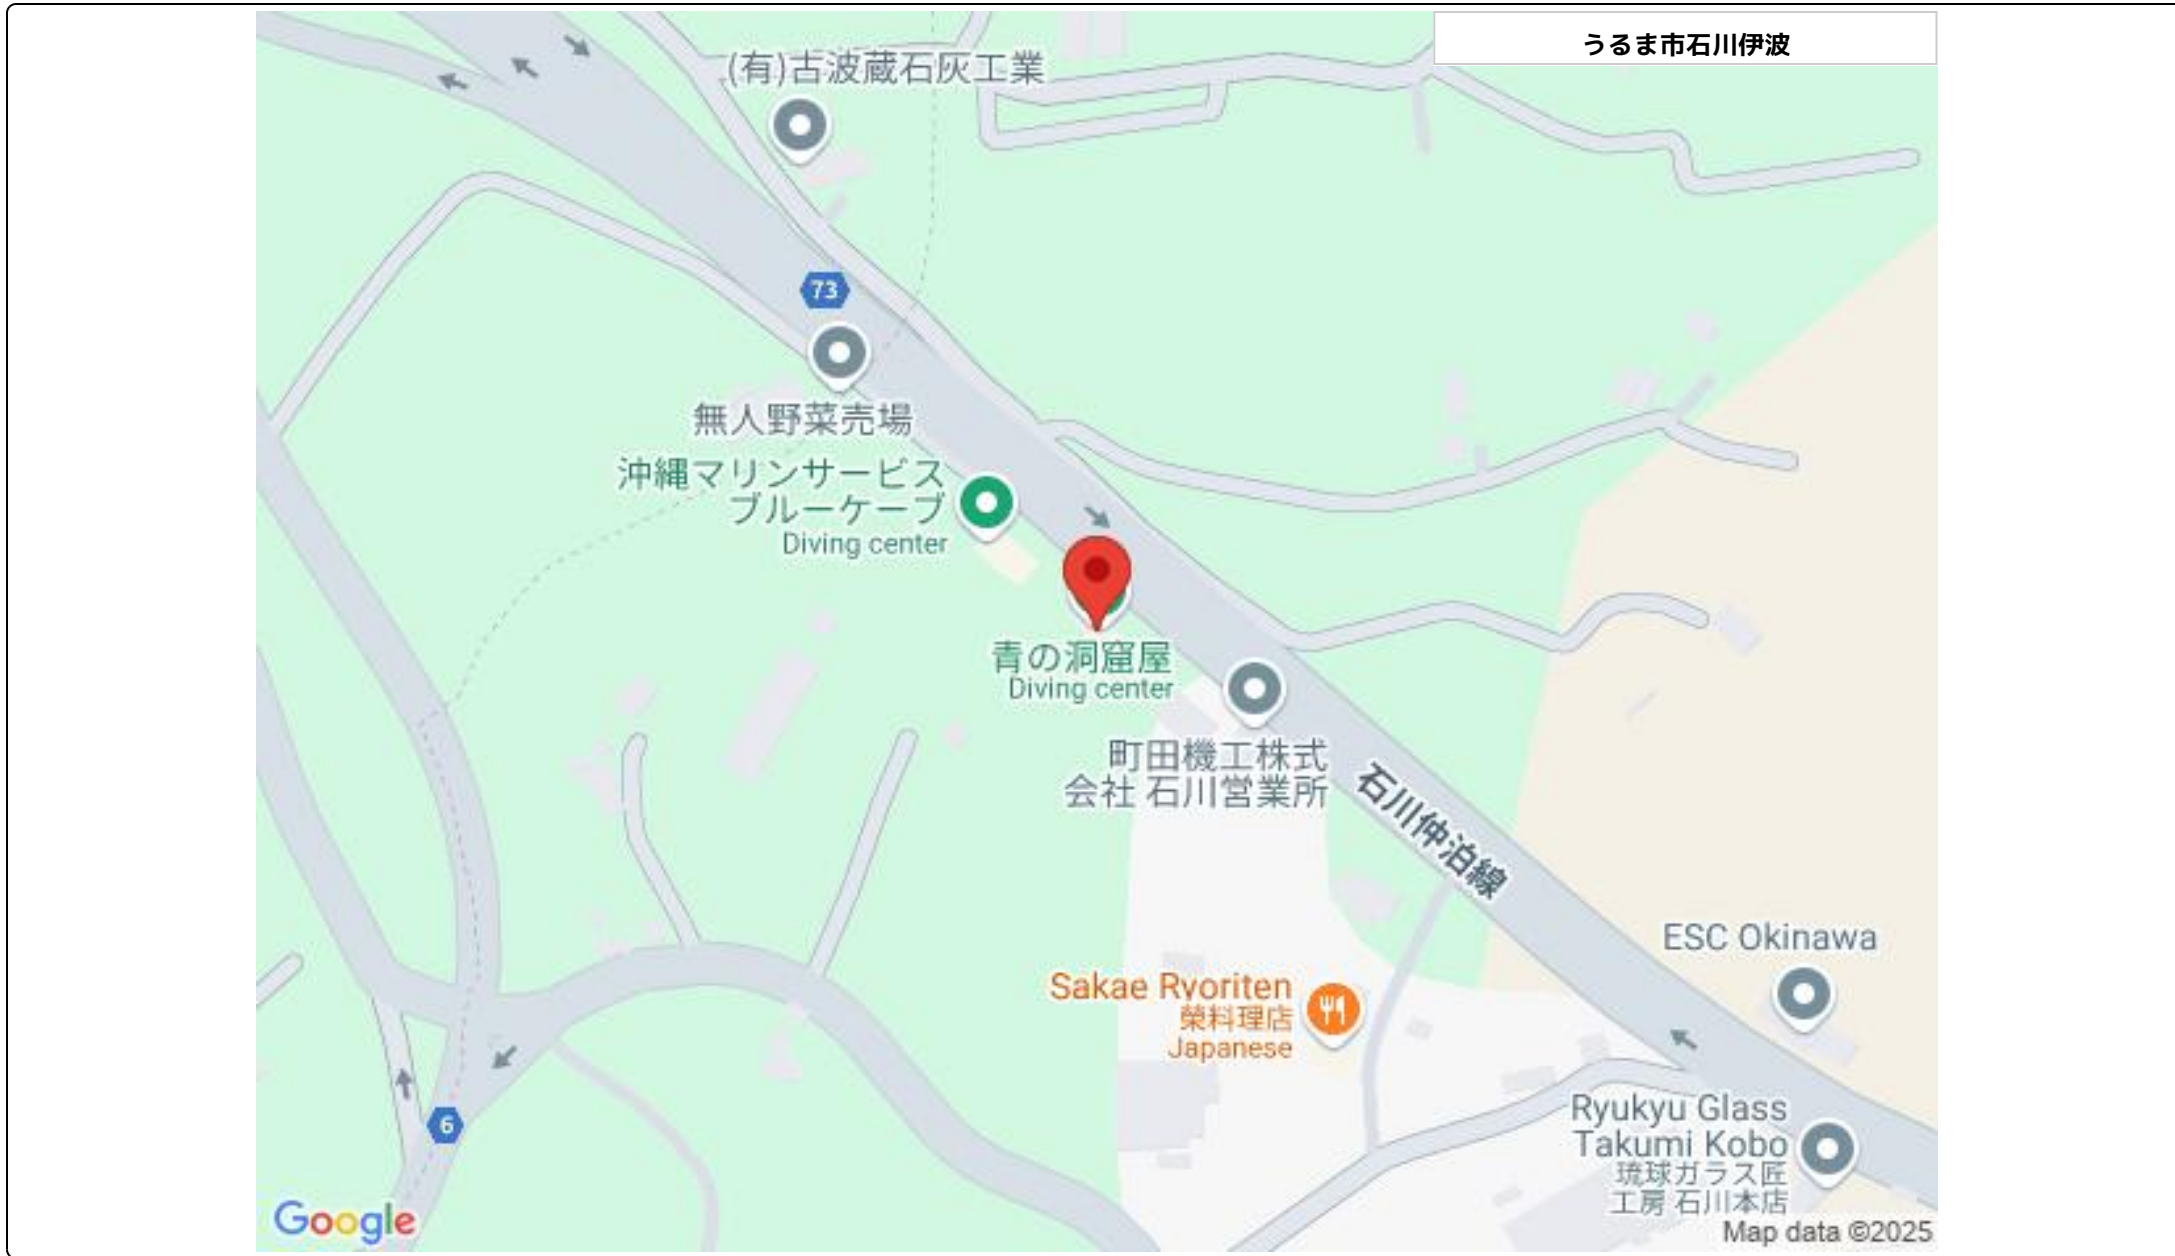 うるま市石川伊波
(有)古波蔵石灰工業
73
無人野菜売場
沖縄マリンサービス
ブルーケーブ
Diving center
青の洞窟屋
Diving center
町田機工株式
会社 石川営業所
石川仲泊線
ESC Okinawa
Sakae Ryoriten
榮料理店
Japanese
6
Ryukyu Glass
Takumi Kobo
琉球ガラス匠
工房 石川本店
Google
Map data ©2025